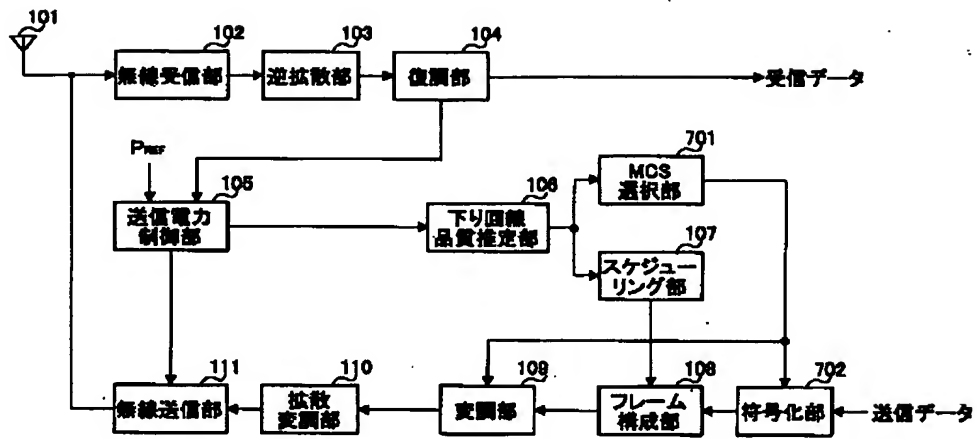 101
102
無線受信部
103
逆拡散部
104
復調部
受信データ
PREF
105
送信電力
制御部
106
下り回線
品質推定部
701
MCS
選択部
107
スケジュー
リング部
111
無線送信部
110
拡散
変調部
109
変調部
108
フレーム
構成部
702
符号化部
送信データ